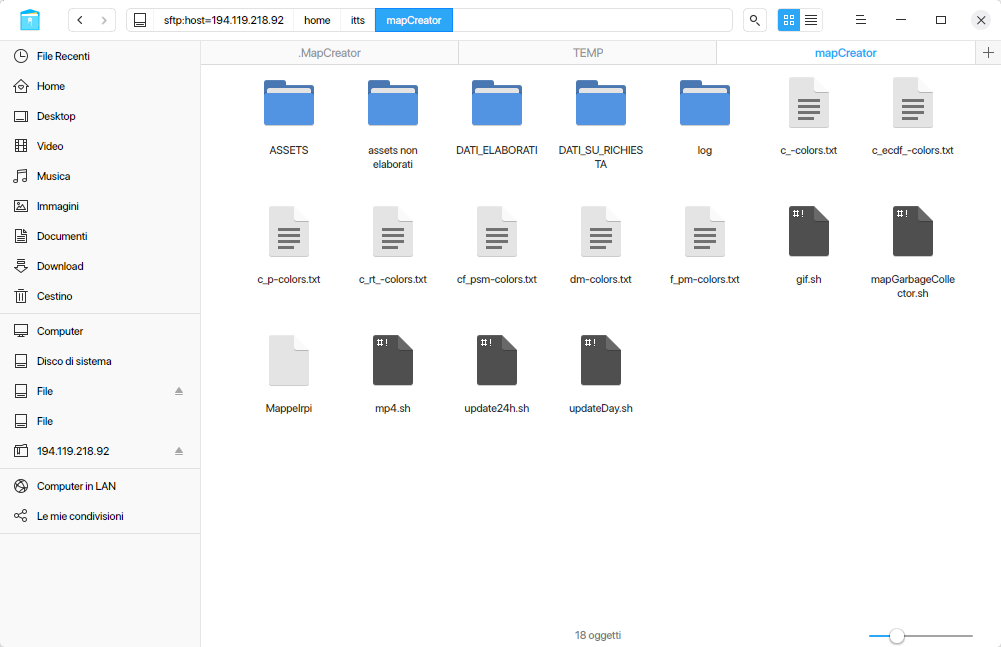 sftp:host=194.119.218.92 home itts mapCreator
File Recenti
Home
Desktop
Video
Musica
Immagini
Documenti
Download
Cestino
Computer
Disco di sistema
File
File
194.119.218.92
Computer in LAN
Le mie condivisioni
.MapCreator TEMP mapCreator
ASSETS
assets non
elaborati
DATI_ELABORATI
DATI_SU_RICHIES
TA
log
c_-colors.txt
c_ecdf_-colors.txt
c_p-colors.txt
c_rt_-colors.txt
cf_psm-colors.txt
dm-colors.txt
f_pm-colors.txt
#!
gif.sh
#!
mapGarbageColle
ctor.sh
MappeIrpi
#!
mp4.sh
#!
update24h.sh
#!
updateDay.sh
18 oggetti